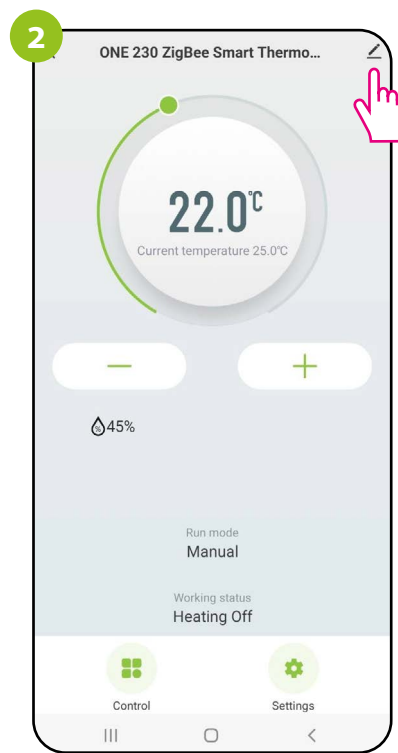 2
ONE 230 ZigBee Smart Thermo...
22.0°C
Current temperature 25.0°C
45%
Run mode
Manual
Working status
Heating Off
Control
Settings